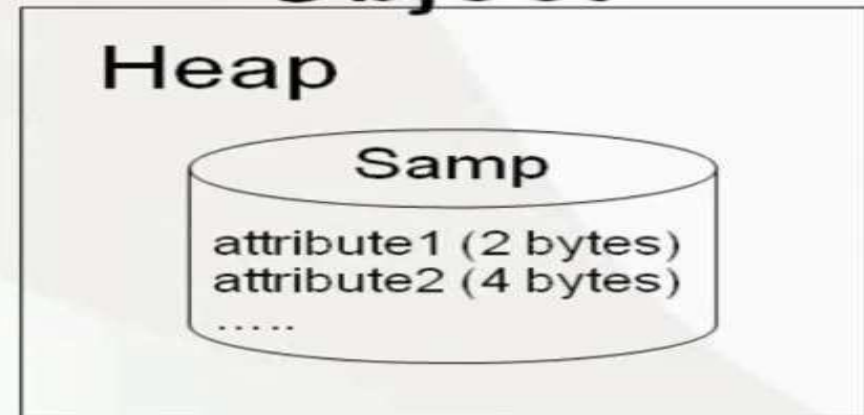 Heap
Samp
attribute1 (2 bytes)
attribute2 (4 bytes)
.....